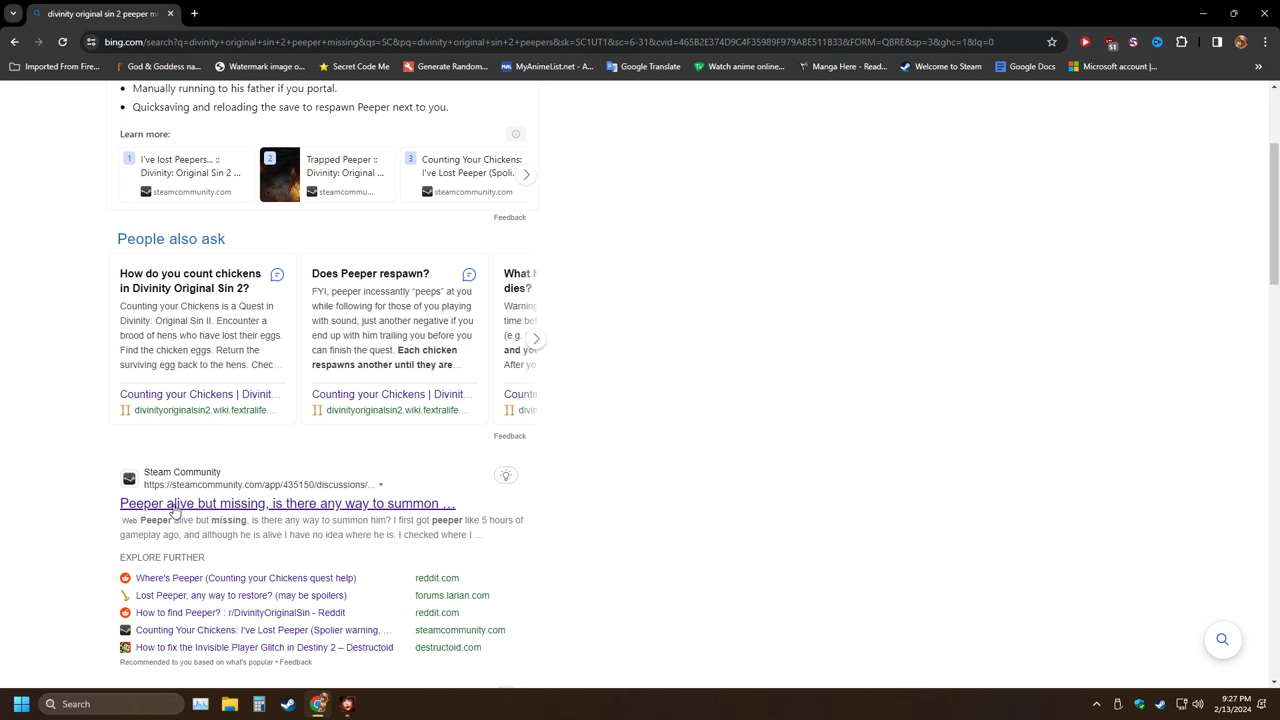 divinity original sin 2 peeper mi
bing.com/search?q=divinity+original+sin+2+peeper+missing&qs=SC&pq=divinity+original+sin+2+peepers&sk=SC1UT1&sc=6-31&cvid=465B2E374D9C4F35989F979ABE511B33&FORM=QBRE&sp=3&ghc=1&lq=0
51
Imported From Fire...
God & Goddess na...
Watermark remove...
Secret Code Me
Generate Random...
MyAnimeList.net - A...
Google Translate
Watch anime online...
Manga Here - Read...
Welcome to Steam
Google Docs
Microsoft account |...
• Manually running to his father if you portal.
• Quicksaving and reloading the save to respawn Peeper next to you.
Learn more:
1 I've lost Peepers... ::
Divinity: Original Sin 2 ...
steamcommunity.com
2 Trapped Peeper ::
Divinity: Original ...
steamcommu...
3 Counting Your Chickens:
I've Lost Peeper (Spoli...
steamcommunity.com
Feedback
People also ask
How do you count chickens
in Divinity Original Sin 2?
Counting your Chickens is a Quest in
Divinity: Original Sin II. Encounter a
brood of hens who have lost their eggs.
Find the chicken eggs. Return the
surviving egg back to the hens. Chec...
Counting your Chickens | Divinit...
divinityoriginalsin2.wiki.fextralife....
Does Peeper respawn?
FYI, peeper incessantly “peeps” at you
while following for those of you playing
with sound, just another negative if you
end up with him trailing you before you
can finish the quest. Each chicken
respawns another until they are...
Counting your Chickens | Divinit...
divinityoriginalsin2.wiki.fextralife....
What
dies?
Warning
time be
(e.g.
and yo
After yo
Counti
divin
Feedback
Steam Community
https://steamcommunity.com/app/435150/discussions/...
Peeper alive but missing, is there any way to summon ...
Web Peeper alive but missing, is there any way to summon him? I first got peeper like 5 hours of
gameplay ago, and although he is alive I have no idea where he is. I checked where I ...
EXPLORE FURTHER
Where's Peeper (Counting your Chickens quest help) reddit.com
Lost Peeper, any way to restore? (may be spoilers) forums.larian.com
How to find Peeper? : r/DivinityOriginalSin - Reddit reddit.com
Counting Your Chickens: I've Lost Peeper (Spolier warning, ... steamcommunity.com
How to fix the Invisible Player Glitch in Destiny 2 – Destructoid destructoid.com
Recommended to you based on what's popular • Feedback
Search
9:27 PM
2/13/2024